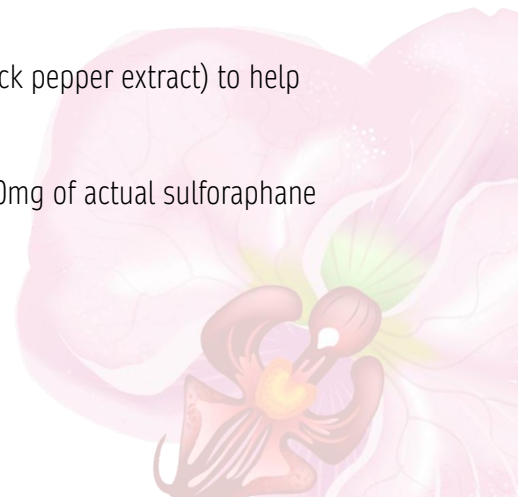 ck pepper extract) to help
0mg of actual sulforaphane